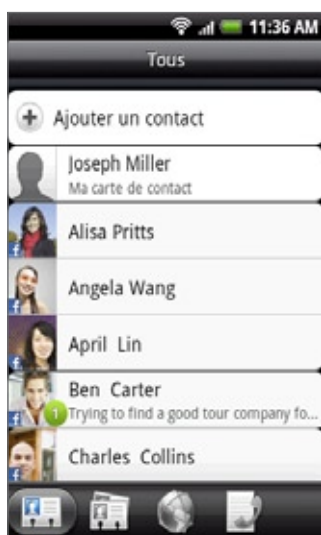 11:36 AM
Tous
Ajouter un contact
Joseph Miller
Ma carte de contact
Alisa Pritts
Angela Wang
April Lin
Ben Carter
1
Trying to find a good tour company fo...
Charles Collins